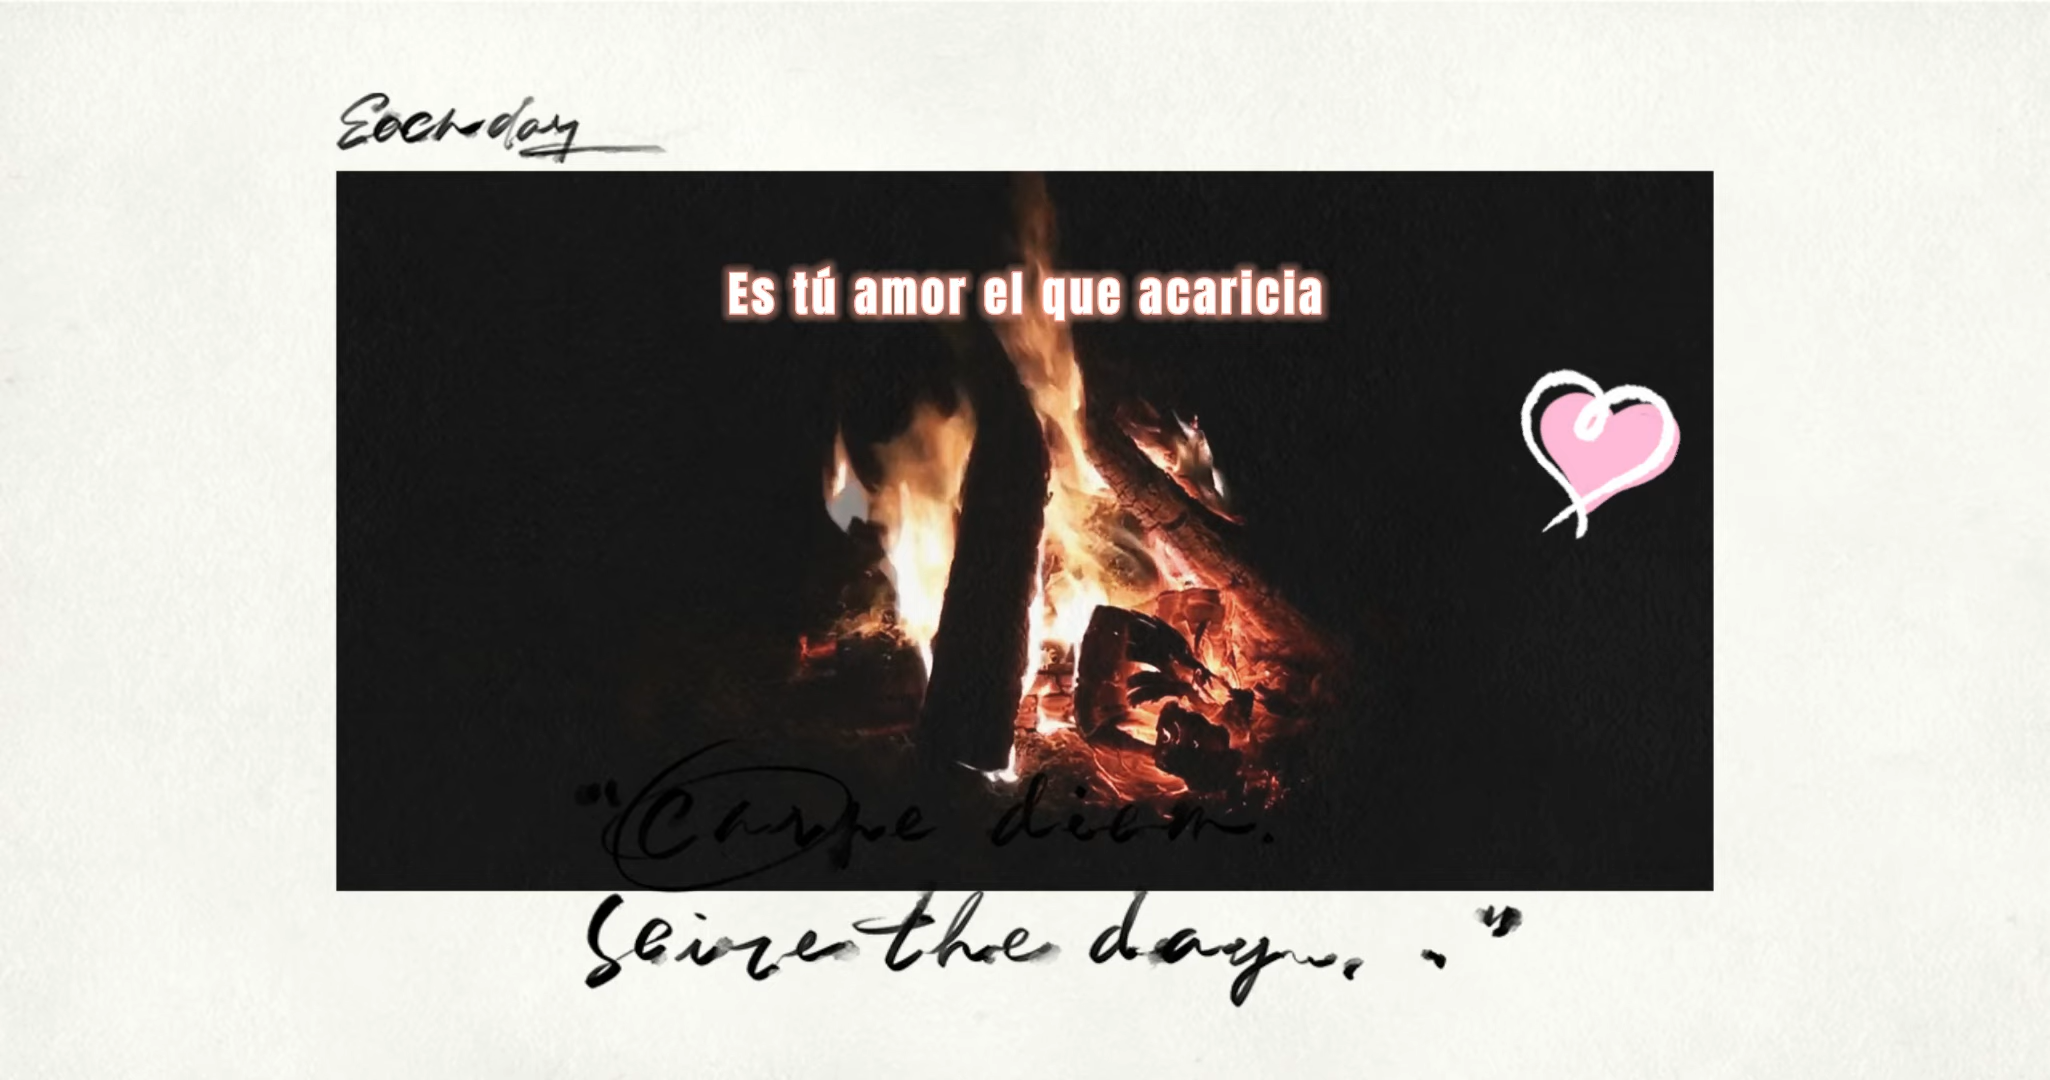 Each day
Es tú amor el que acaricia
"Carpe diem.
Seize the day. ."